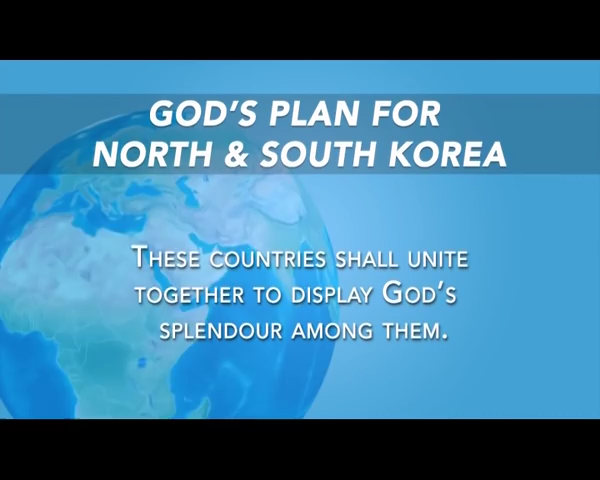 GOD'S PLAN FOR
NORTH & SOUTH KOREA
These countries shall unite
together to display God's
splendour among them.